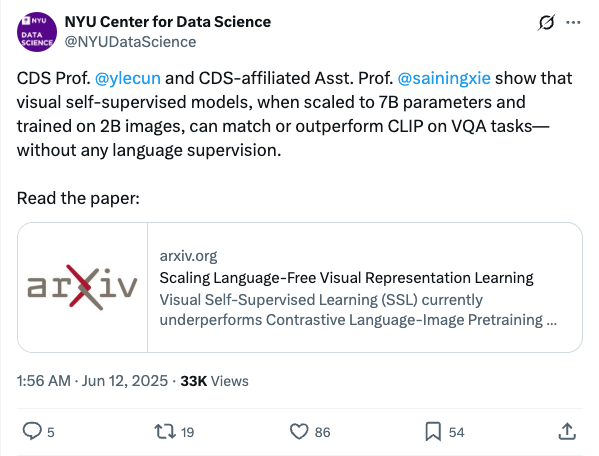 NYU Center for Data Science
@NYUDataScience
NYU
DATA
SCIENCE
CDS Prof. @ylecun and CDS-affiliated Asst. Prof. @sainingxie show that
visual self-supervised models, when scaled to 7B parameters and
trained on 2B images, can match or outperform CLIP on VQA tasks—
without any language supervision.
Read the paper:
arXiv
arxiv.org
Scaling Language-Free Visual Representation Learning
Visual Self-Supervised Learning (SSL) currently
underperforms Contrastive Language-Image Pretraining ...
1:56 AM · Jun 12, 2025 · 33K Views
5
19
86
54